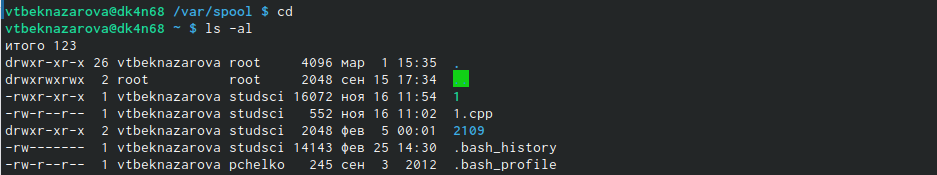 vtbeknazarova@dk4n68 /var/spool $ cd
vtbeknazarova@dk4n68 ~ $ ls -al
итого 123
drwxr-xr-x 26 vtbeknazarova root     4096 мар  1 15:35 .
drwxrwxrwx  2 root          root     2048 сен 15 17:34
-rwxr-xr-x  1 vtbeknazarova studsci 16072 ноя 16 11:54 1
-rw-r--r--  1 vtbeknazarova studsci   552 ноя 16 11:02 1.cpp
drwxr-xr-x  2 vtbeknazarova studsci  2048 фев  5 00:01 2109
-rw-------  1 vtbeknazarova studsci 14143 фев 25 14:30 .bash_history
-rw-r--r--  1 vtbeknazarova pchelko   245 сен  3  2012 .bash_profile